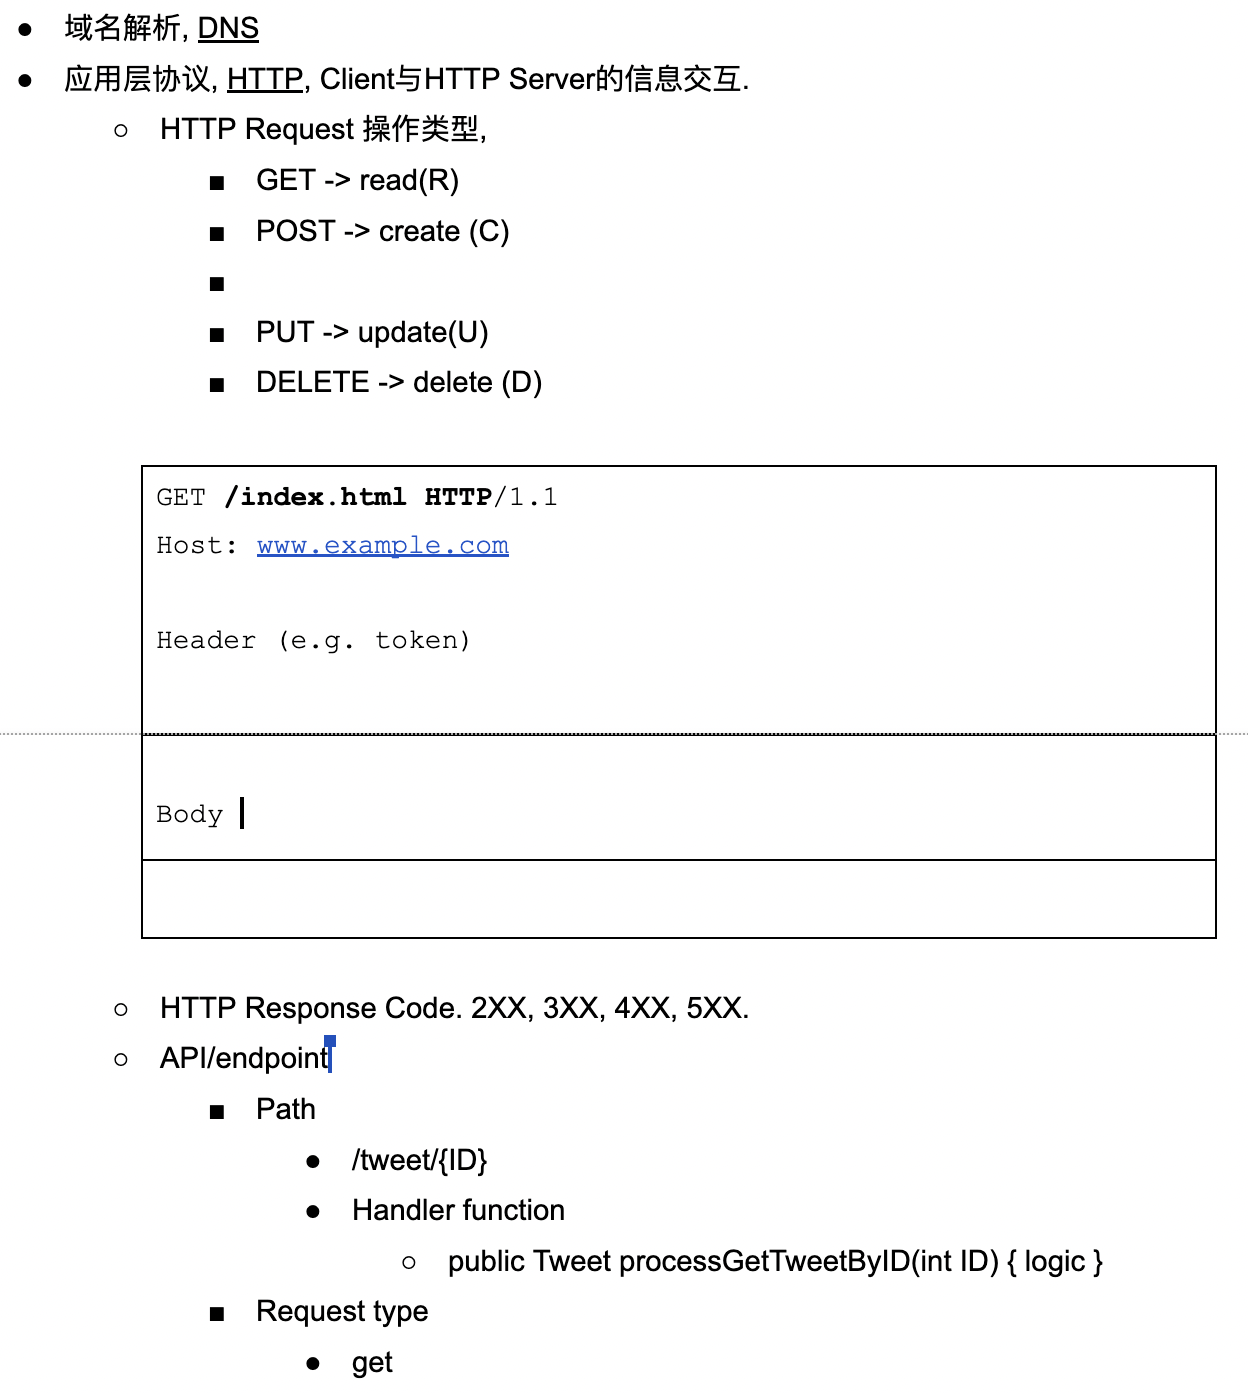 域名解析, DNS
应用层协议, HTTP, Client与HTTP Server的信息交互.
HTTP Request 操作类型,
GET -> read(R)
POST -> create (C)
PUT -> update(U)
DELETE -> delete (D)
GET /index.html HTTP/1.1
Host: www.example.com
Header (e.g. token)
Body
HTTP Response Code. 2XX, 3XX, 4XX, 5XX.
API/endpoint
Path
/tweet/{ID}
Handler function
public Tweet processGetTweetByID(int ID) { logic }
Request type
get